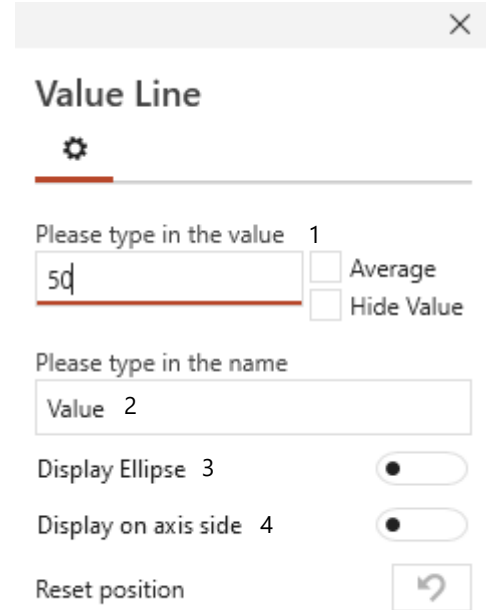 Value Line
Please type in the value 1
50
Average
Hide Value
Please type in the name
Value 2
Display Ellipse 3
Display on axis side 4
Reset position